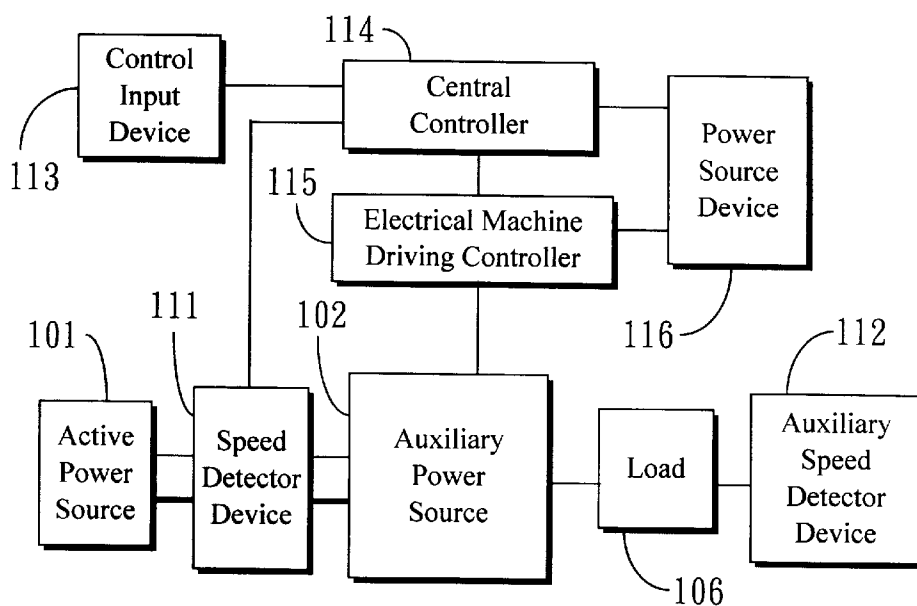 114
Control
Input
Device
Central
Controller
Power
Source
Device
113
115
Electrical Machine
Driving Controller
111
102
116
112
101
Active
Power
Source
Speed
Detector
Device
Auxiliary
Power
Source
Load
Auxiliary
Speed
Detector
Device
106